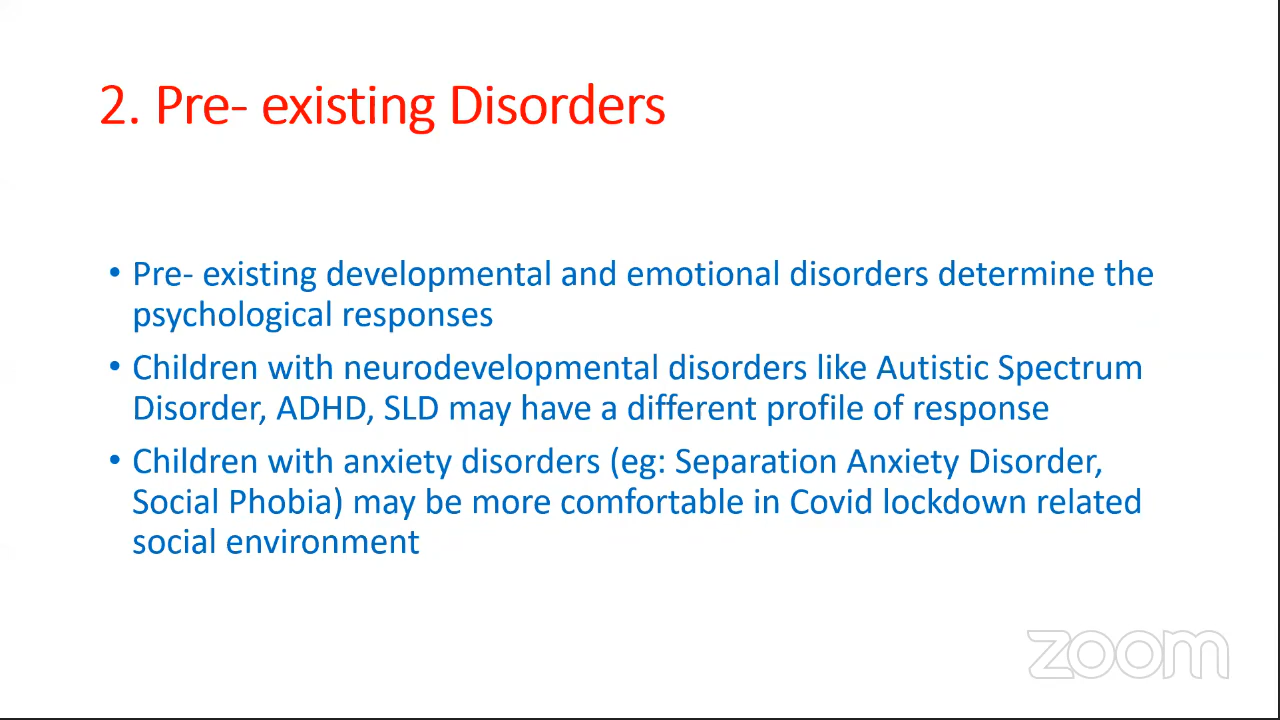 2. Pre- existing Disorders
• Pre- existing developmental and emotional disorders determine the
psychological responses
• Children with neurodevelopmental disorders like Autistic Spectrum
Disorder, ADHD, SLD may have a different profile of response
• Children with anxiety disorders (eg: Separation Anxiety Disorder,
Social Phobia) may be more comfortable in Covid lockdown related
social environment
zoom